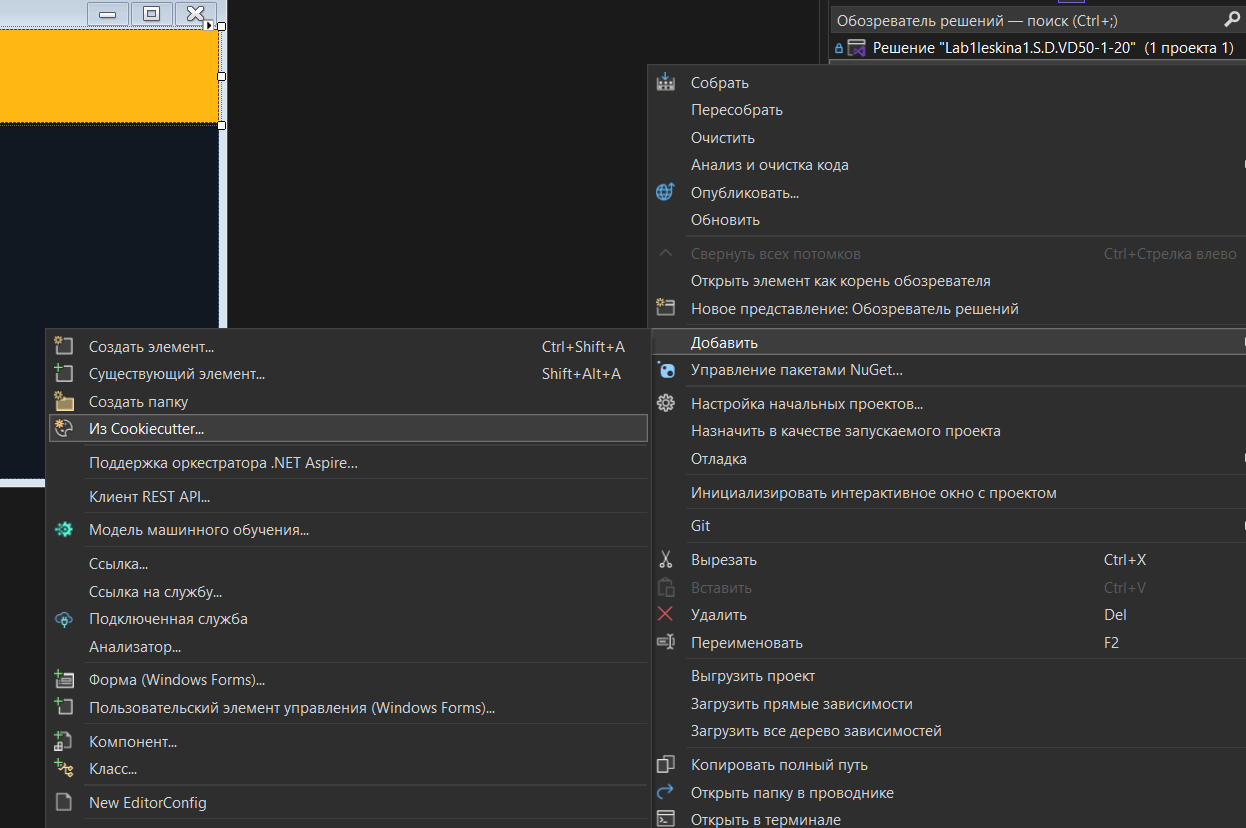 Обозреватель решений — поиск (Ctrl+;)
Решение "Lab1Ieskina1.S.D.VD50-1-20" (1 проекта 1)
Собрать
Пересобрать
Очистить
Анализ и очистка кода
Опубликовать...
Обновить
Свернуть всех потомков Ctrl+Стрелка влево
Открыть элемент как корень обозревателя
Новое представление: Обозреватель решений
Добавить
Управление пакетами NuGet...
Настройка начальных проектов...
Назначить в качестве запускаемого проекта
Отладка
Инициализировать интерактивное окно с проектом
Git
Вырезать Ctrl+X
Вставить Ctrl+V
Удалить Del
Переименовать F2
Выгрузить проект
Загрузить прямые зависимости
Загрузить все дерево зависимостей
Копировать полный путь
Открыть папку в проводнике
Открыть в терминале
Создать элемент... Ctrl+Shift+A
Существующий элемент... Shift+Alt+A
Создать папку
Из Cookiecutter...
Поддержка оркестратора .NET Aspire...
Клиент REST API...
Модель машинного обучения...
Ссылка...
Ссылка на службу...
Подключенная служба
Анализатор...
Форма (Windows Forms)...
Пользовательский элемент управления (Windows Forms)...
Компонент...
Класс...
New EditorConfig